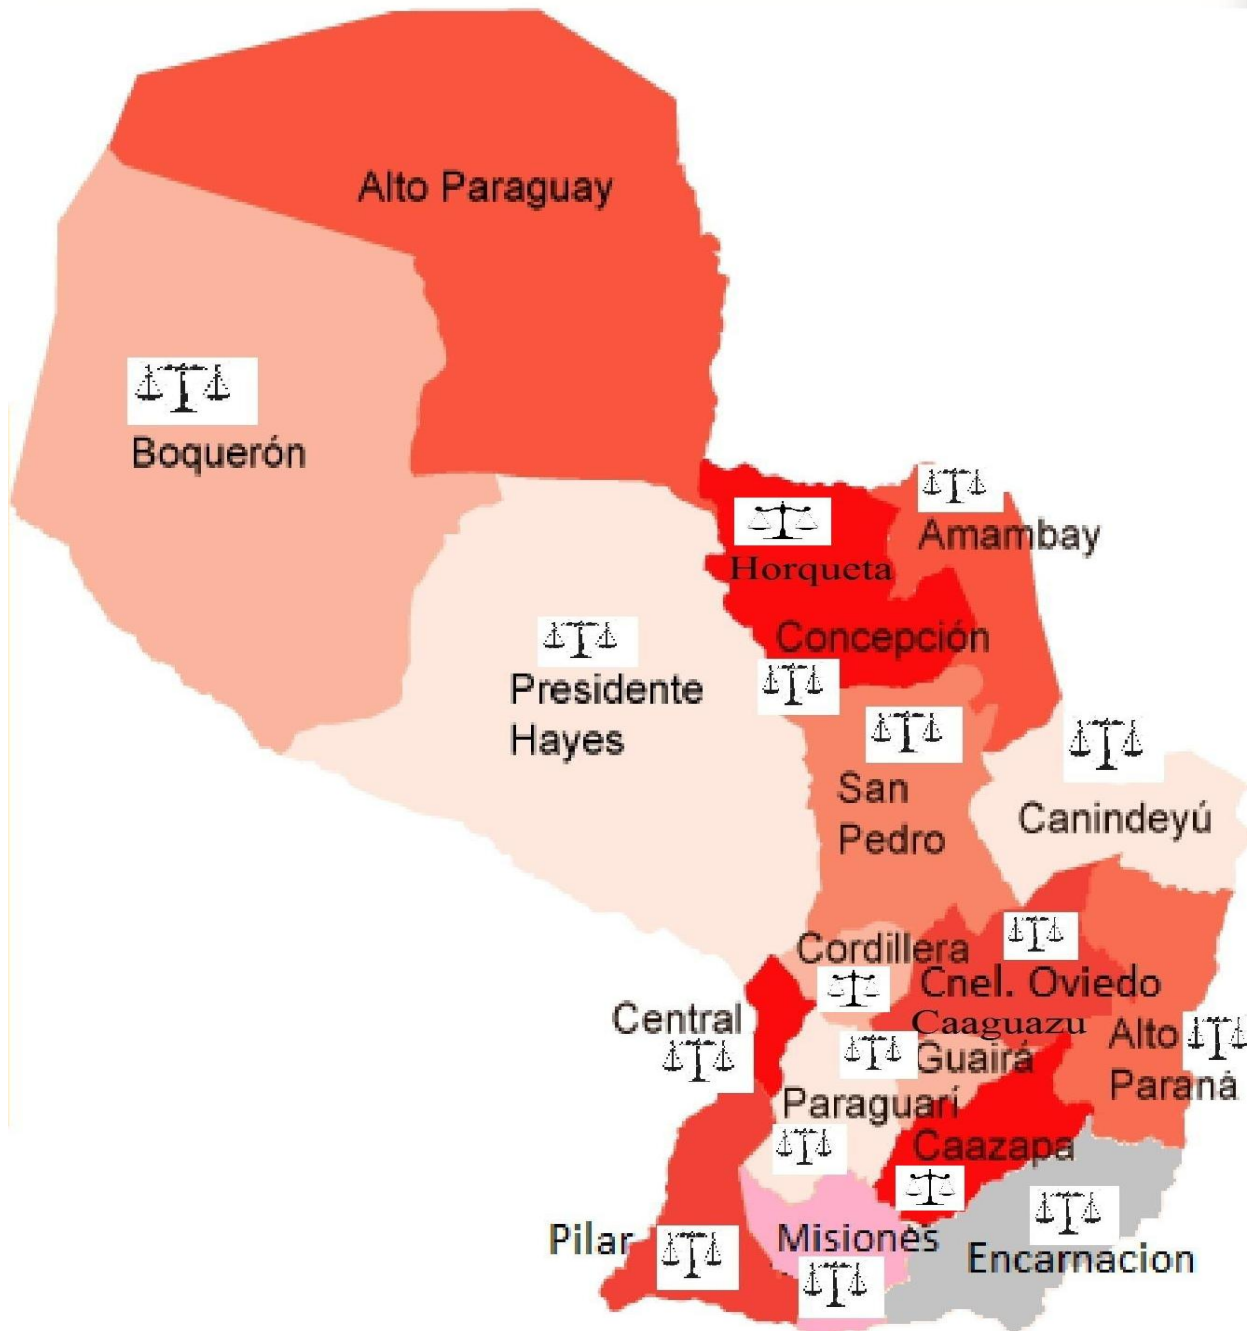 Alto Paraguay
Boquerón
Amambay
Horqueta
Concepción
Presidente
Hayes
San
Pedro
Canindeyú
Cordillera
Cnel. Oviedo
Central
Caaguazu
Alto
Paraná
Guairá
Paraguarí
Caazapa
Pilar
Misiones
Encarnacion